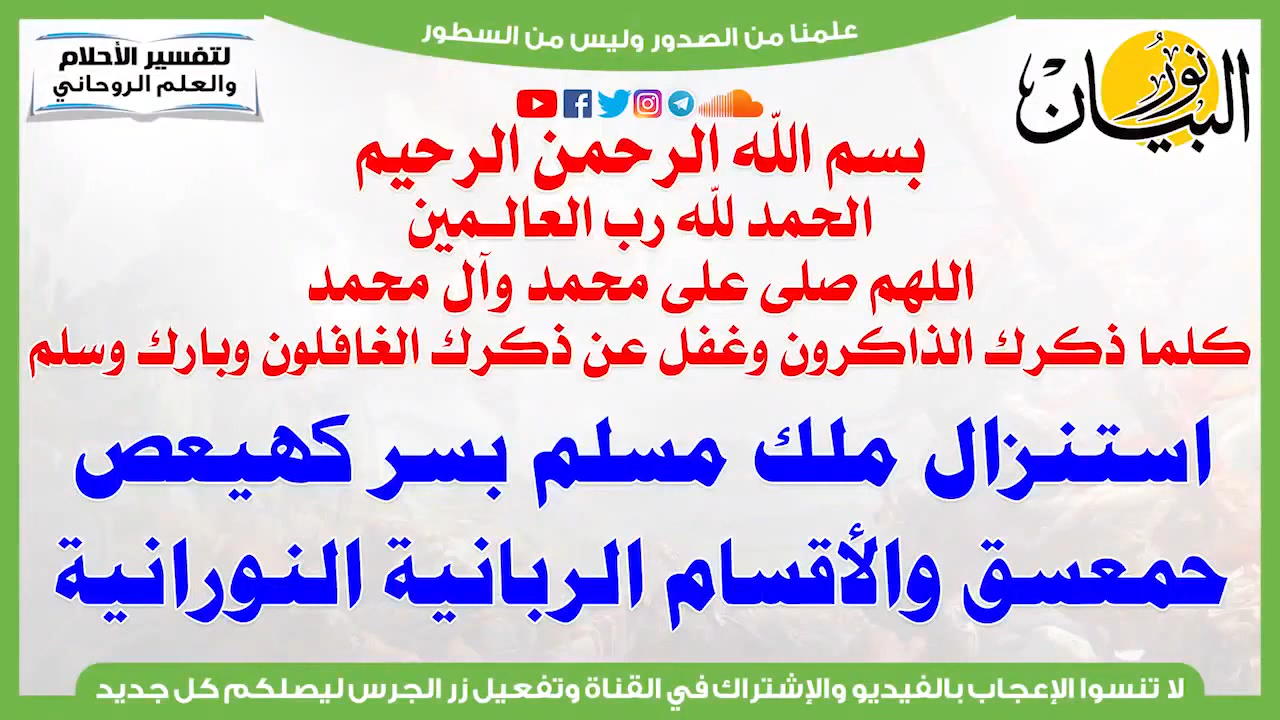 علمنا من الصدور وليس من السطور
نور البيان
لتفسير الأحلام
والعلم الروحاني
بسم الله الرحمن الرحيم
الحمد لله رب العالـمين
اللهم صلى على محمد وآل محمد
كلما ذكرك الذاكرون وغفل عن ذكرك الغافلون وبارك وسلم
استنزال ملك مسلم بسر كهيعص
حمعسق والأقسام الربانية النورانية
لا تنسوا الإعجاب بالفيديو والإشتراك في القناة وتفعيل زر الجرس ليصلكم كل جديد